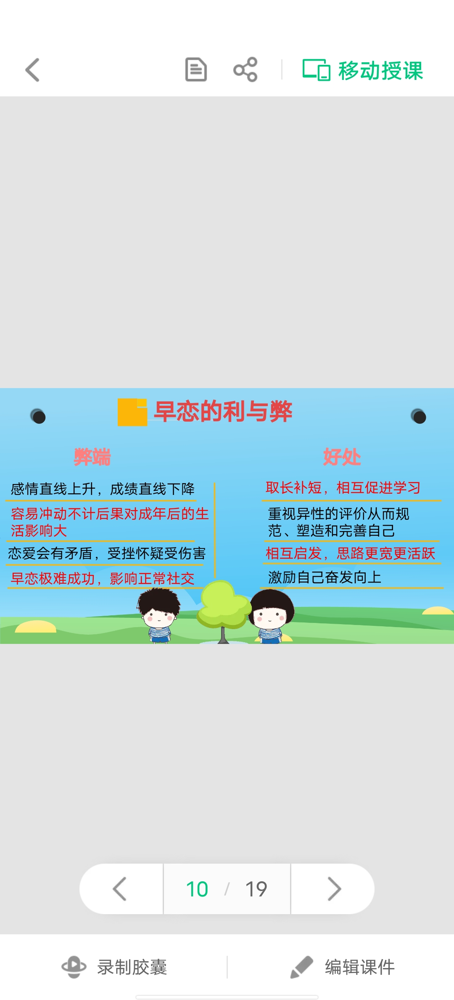 移动授课
早恋的利与弊
弊端
感情直线上升，成绩直线下降
容易冲动不计后果对成年后的生
活影响大
恋爱会有矛盾，受挫怀疑受伤害
早恋极难成功，影响正常社交
好处
取长补短，相互促进学习
重视异性的评价从而规
范、塑造和完善自己
相互启发，思路更宽更活跃
激励自己奋发向上
10 / 19
录制胶囊
编辑课件